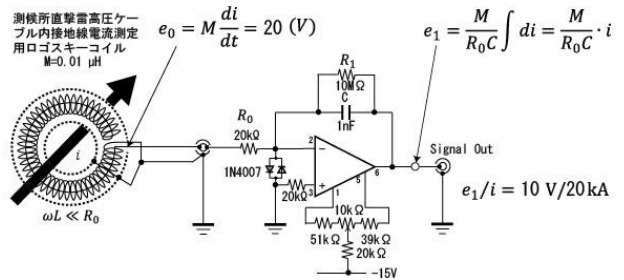 測候所直撃雷高圧ケー
ブル内接地線電流測定
用ロゴスキーコイル
M=0.01 μH
e₀ = M di/dt = 20 (V)
e₁ = M/R₀C ∫ di = M/R₀C · i
i
ωL ≪ R₀
R₀
20kΩ
1N4007
20kΩ
R₁
10MΩ
C
1nF
2
3
−
+
1
5
6
10kΩ
51kΩ
39kΩ
20kΩ
−15V
Signal Out
e₁/i = 10 V/20kA